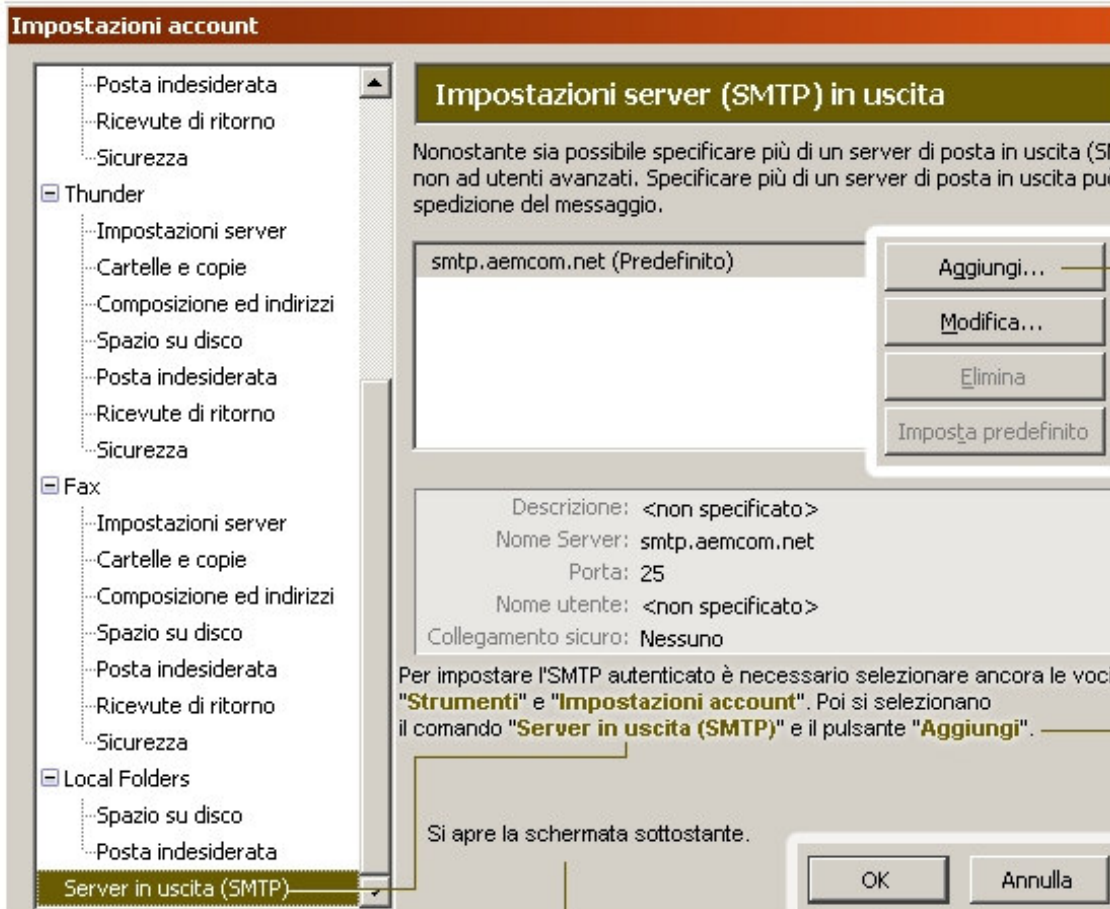 Impostazioni account
Posta indesiderata
Ricevute di ritorno
Sicurezza
Thunder
Impostazioni server
Cartelle e copie
Composizione ed indirizzi
Spazio su disco
Posta indesiderata
Ricevute di ritorno
Sicurezza
Fax
Impostazioni server
Cartelle e copie
Composizione ed indirizzi
Spazio su disco
Posta indesiderata
Ricevute di ritorno
Sicurezza
Local Folders
Spazio su disco
Posta indesiderata
Server in uscita (SMTP)
Impostazioni server (SMTP) in uscita
Nonostante sia possibile specificare più di un server di posta in uscita
non ad utenti avanzati. Specificare più di un server di posta in uscita
spedizione del messaggio.
smtp.aemcom.net (Predefinito)
Aggiungi...
Modifica...
Elimina
Imposta predefinito
Descrizione: <non specificato>
Nome Server: smtp.aemcom.net
Porta: 25
Nome utente: <non specificato>
Collegamento sicuro: Nessuno
Per impostare l'SMTP autenticato è necessario selezionare ancora le voci
"Strumenti" e "Impostazioni account". Poi si selezionano
il comando "Server in uscita (SMTP)" e il pulsante "Aggiungi".
Si apre la schermata sottostante.
OK
Annulla